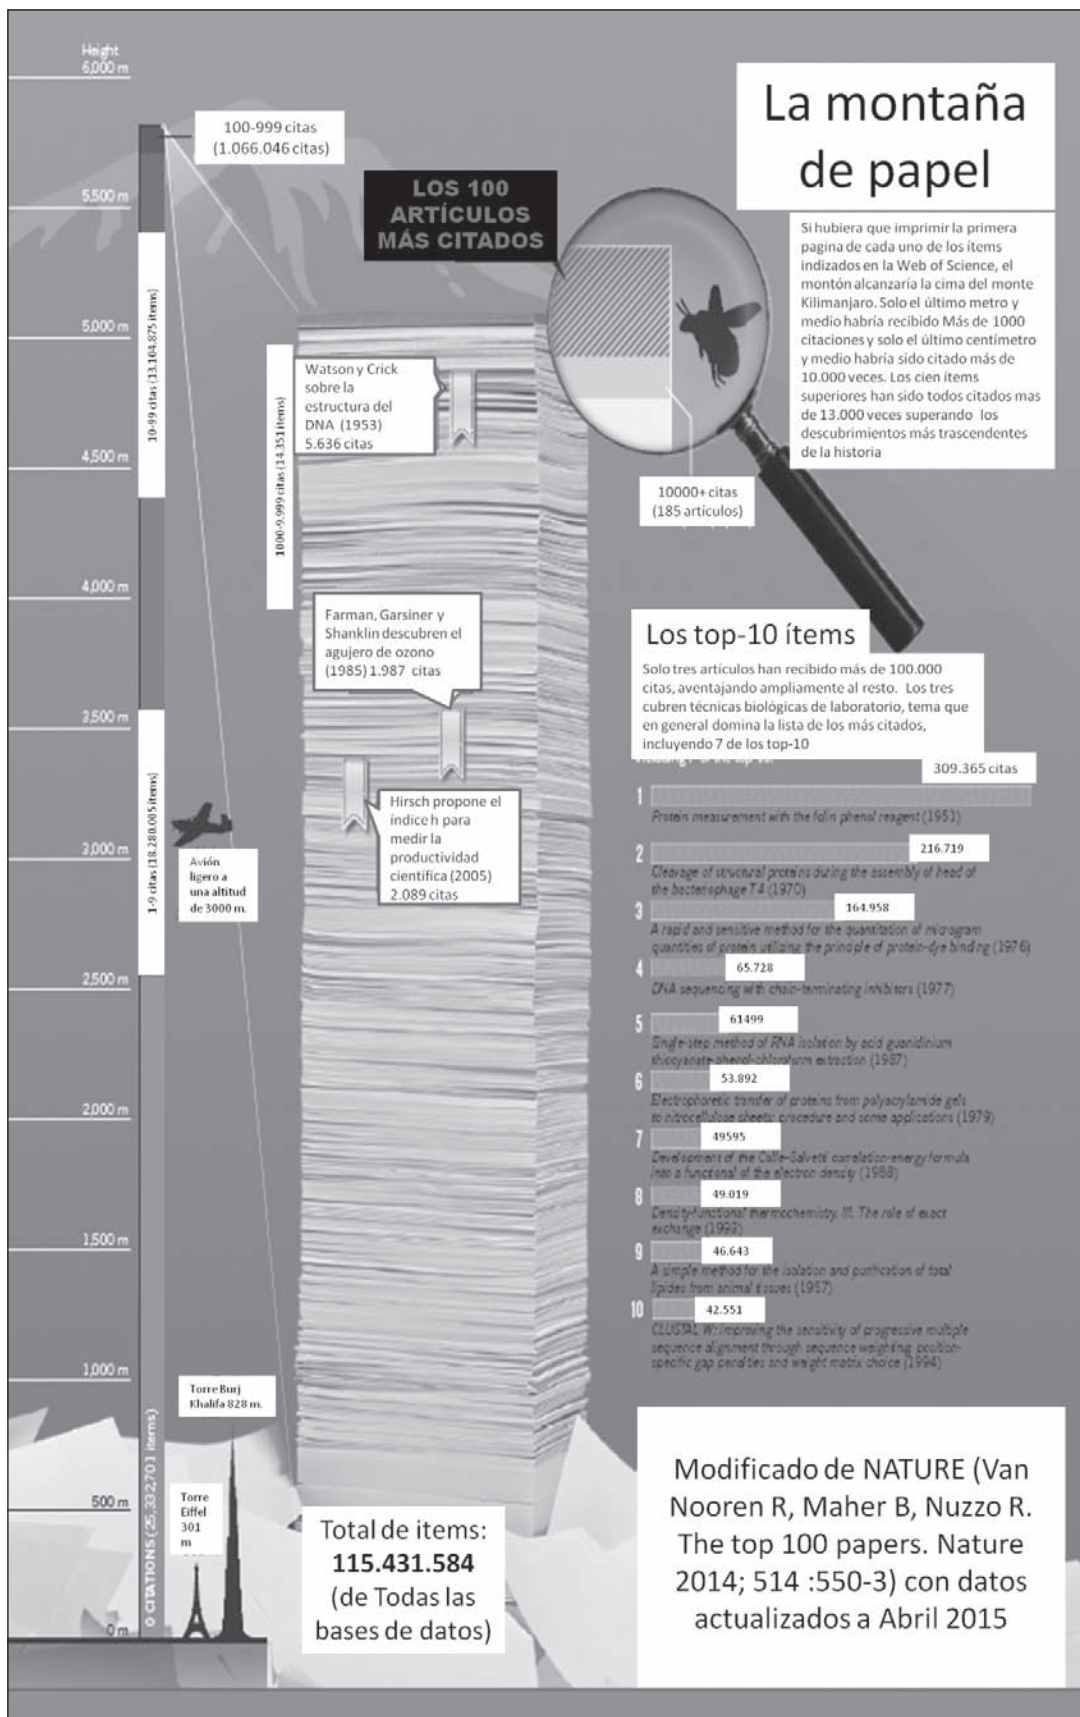 Height
6,000 m
5,500 m
5,000 m
4,500 m
4,000 m
3,500 m
3,000 m
2,500 m
2,000 m
1,500 m
1,000 m
500 m
0 m
100-999 citas
(1.066.046 citas)
10-99 citas (13.104.875 items)
1-9 citas (18.280.005 items)
0 CITATIONS (25,332,701 items)
1000-9.999 citas (14.351 items)
LOS 100
ARTÍCULOS
MÁS CITADOS
La montaña
de papel
Si hubiera que imprimir la primera
pagina de cada uno de los ítems
indizados en la Web of Science, el
montón alcanzaría la cima del monte
Kilimanjaro. Solo el último metro y
medio habría recibido Más de 1000
citaciones y solo el último centímetro
y medio habría sido citado más de
10.000 veces. Los cien ítems
superiores han sido todos citados mas
de 13.000 veces superando los
descubrimientos más trascendentes
de la historia
Watson y Crick
sobre la
estructura del
DNA (1953)
5.636 citas
10000+ citas
(185 artículos)
Farman, Garsiner y
Shanklin descubren el
agujero de ozono
(1985) 1.987 citas
Hirsch propone el
índice h para
medir la
productividad
científica (2005)
2.089 citas
Avión
ligero a
una altitud
de 3000 m.
Torre Burj
Khalifa 828 m.
Torre
Eiffel
301
m
Total de items:
115.431.584
(de Todas las
bases de datos)
Los top-10 ítems
Solo tres artículos han recibido más de 100.000
citas, aventajando ampliamente al resto. Los tres
cubren técnicas biológicas de laboratorio, tema que
en general domina la lista de los más citados,
incluyendo 7 de los top-10
309.365 citas
1
Protein measurement with the folin phenol reagent (1951)
2
216.719
Cleavage of structural proteins during the assembly of head of
the bacteriophage T4 (1970)
3
164.958
A rapid and sensitive method for the quantitation of microgram
quantities of protein utilizing the principle of protein-dye binding (1976)
4
65.728
DNA sequencing with chain-terminating inhibitors (1977)
5
61499
Single-step method of RNA isolation by acid guanidinium
thiocyanate-phenol-chloroform extraction (1987)
6
53.892
Electrophoretic transfer of proteins from polyacrylamide gels
to nitrocellulose sheets: procedure and some applications (1979)
7
49595
Development of the Colle-Salvetti correlation-energy formula
into a functional of the electron density (1988)
8
49.019
Density-functional thermochemistry. III. The role of exact
exchange (1993)
9
46.643
A simple method for the isolation and purification of total
lipides from animal tissues (1957)
10
42.551
CLUSTAL W: improving the sensitivity of progressive multiple
sequence alignment through sequence weighting, position-
specific gap penalties and weight matrix choice (1994)
Modificado de NATURE (Van
Nooren R, Maher B, Nuzzo R.
The top 100 papers. Nature
2014; 514 :550-3) con datos
actualizados a Abril 2015